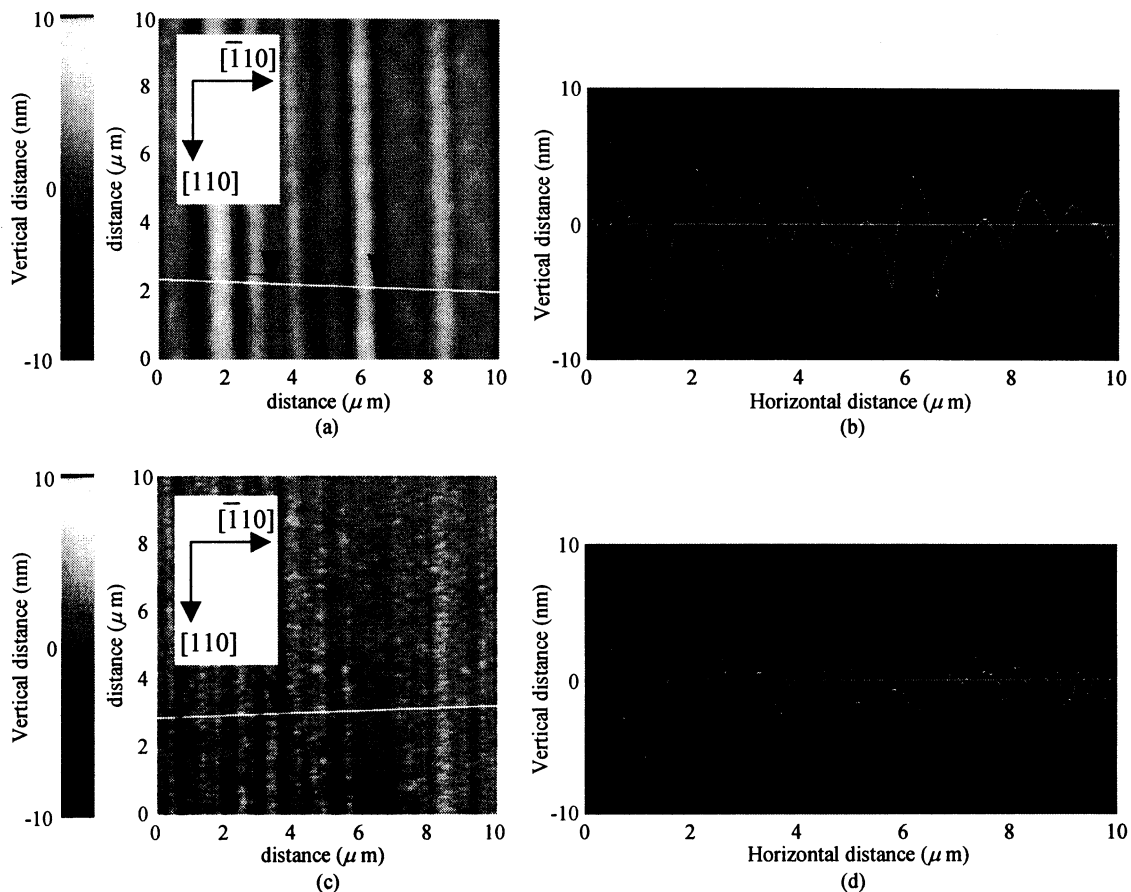 10
0
-10
Vertical distance (nm)
10
8
6
4
2
0
distance (μ m)
[1̅10]
[110]
0 2 4 6 8 10
distance (μ m)
(a)
10
0
-10
Vertical distance (nm)
0 2 4 6 8 10
Horizontal distance (μ m)
(b)
10
0
-10
Vertical distance (nm)
10
8
6
4
2
0
distance (μ m)
[1̅10]
[110]
0 2 4 6 8 10
distance (μ m)
(c)
10
0
-10
Vertical distance (nm)
0 2 4 6 8 10
Horizontal distance (μ m)
(d)